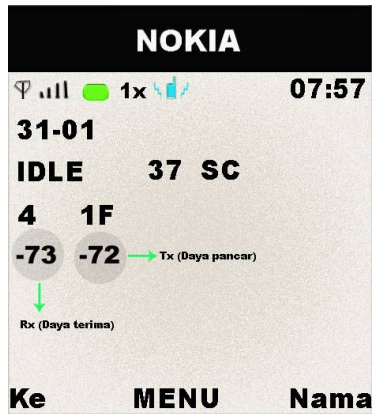 NOKIA
1x 07:57
31-01
IDLE 37 SC
4 1F
-73 -72 Tx (Daya pancar)
Rx (Daya terima)
Ke MENU Nama